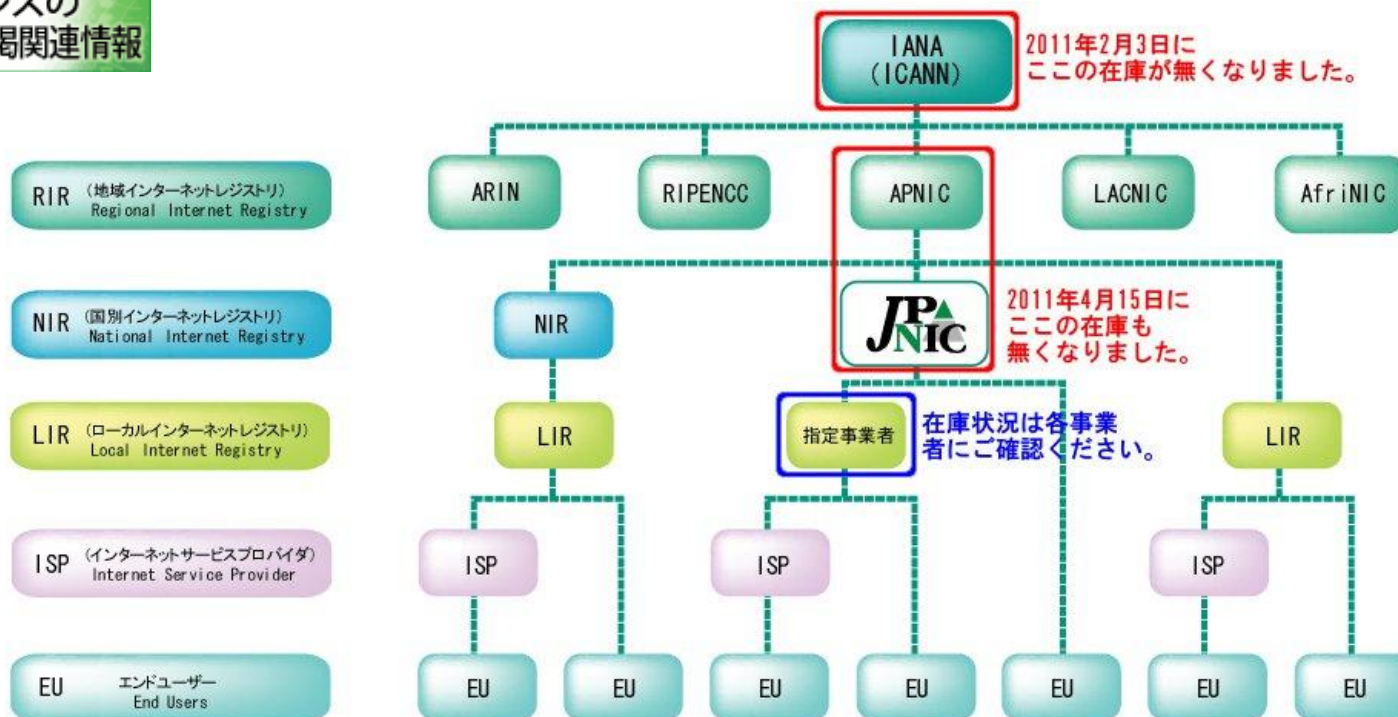 関連情報
IANA
(ICANN)
2011年2月3日に
ここの在庫が無くなりました。
RIR (地域インターネットレジストリ)
Regional Internet Registry
ARIN
RIPENCC
APNIC
LACNIC
AfriNIC
NIR (国別インターネットレジストリ)
National Internet Registry
NIR
JPNIC
2011年4月15日に
ここの在庫も
無くなりました。
LIR (ローカルインターネットレジストリ)
Local Internet Registry
LIR
指定事業者
在庫状況は各事業
者にご確認ください。
LIR
ISP (インターネットサービスプロバイダ)
Internet Service Provider
ISP
ISP
ISP
EU エンドユーザー
End Users
EU
EU
EU
EU
EU
EU
EU